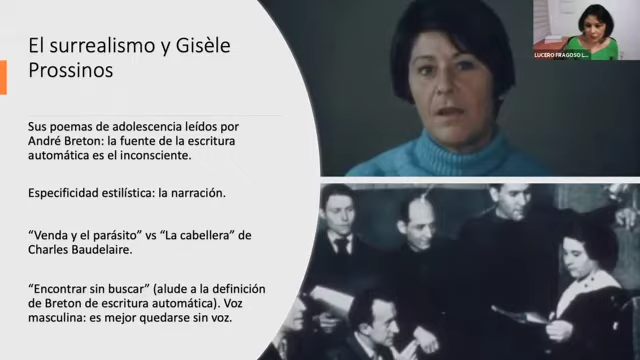 El surrealismo y Gisèle
Prossinos
Sus poemas de adolescencia leídos por
André Breton: la fuente de la escritura
automática es el inconsciente.
Especificidad estilística: la narración.
“Venda y el parásito” vs “La cabellera” de
Charles Baudelaire.
“Encontrar sin buscar” (alude a la definición
de Breton de escritura automática). Voz
masculina: es mejor quedarse sin voz.
LUCERO FRAGOSO L...